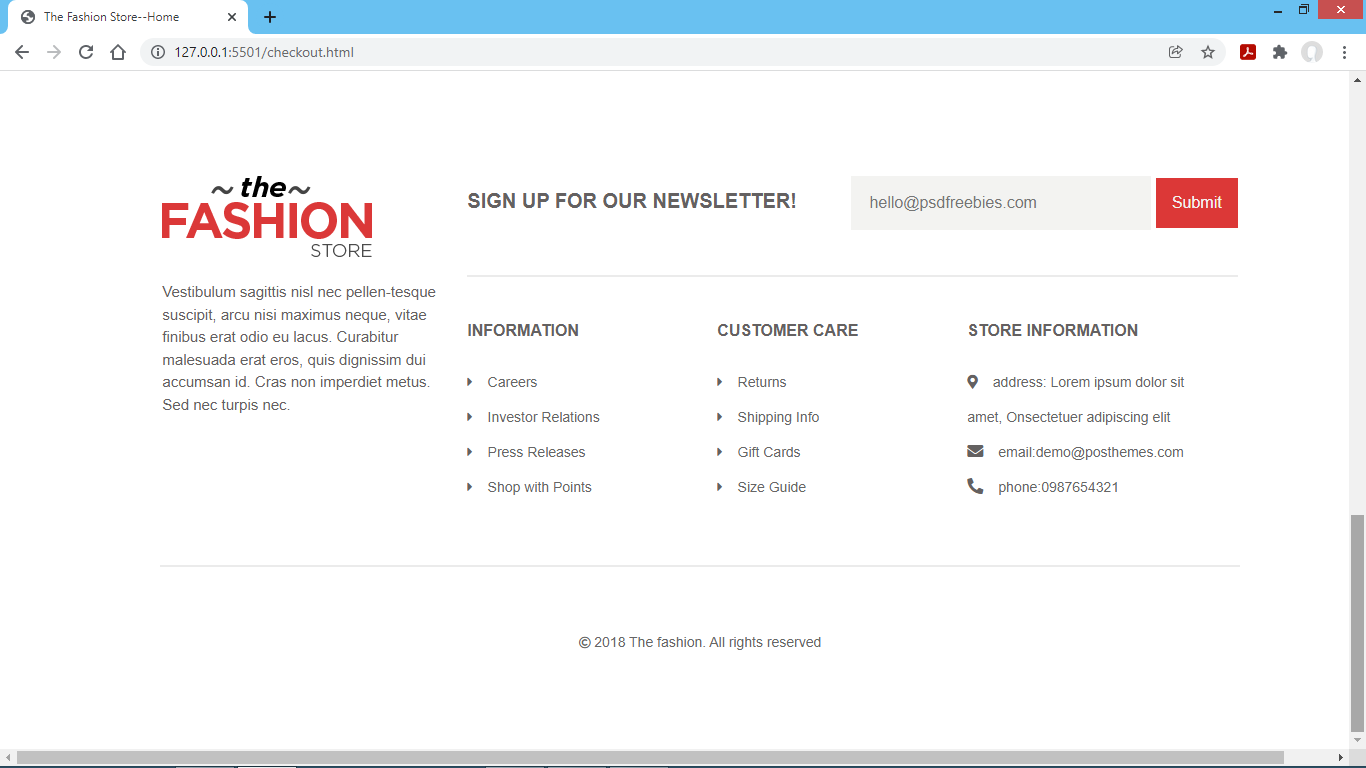 The Fashion Store--Home
127.0.0.1:5501/checkout.html
~ the ~
FASHION
STORE
Vestibulum sagittis nisl nec pellen-tesque
suscipit, arcu nisi maximus neque, vitae
finibus erat odio eu lacus. Curabitur
malesuada erat eros, quis dignissim dui
accumsan id. Cras non imperdiet metus.
Sed nec turpis nec.
SIGN UP FOR OUR NEWSLETTER!
hello@psdfreebies.com
Submit
INFORMATION
Careers
Investor Relations
Press Releases
Shop with Points
CUSTOMER CARE
Returns
Shipping Info
Gift Cards
Size Guide
STORE INFORMATION
address: Lorem ipsum dolor sit
amet, Onsectetuer adipiscing elit
email:demo@posthemes.com
phone:0987654321
© 2018 The fashion. All rights reserved